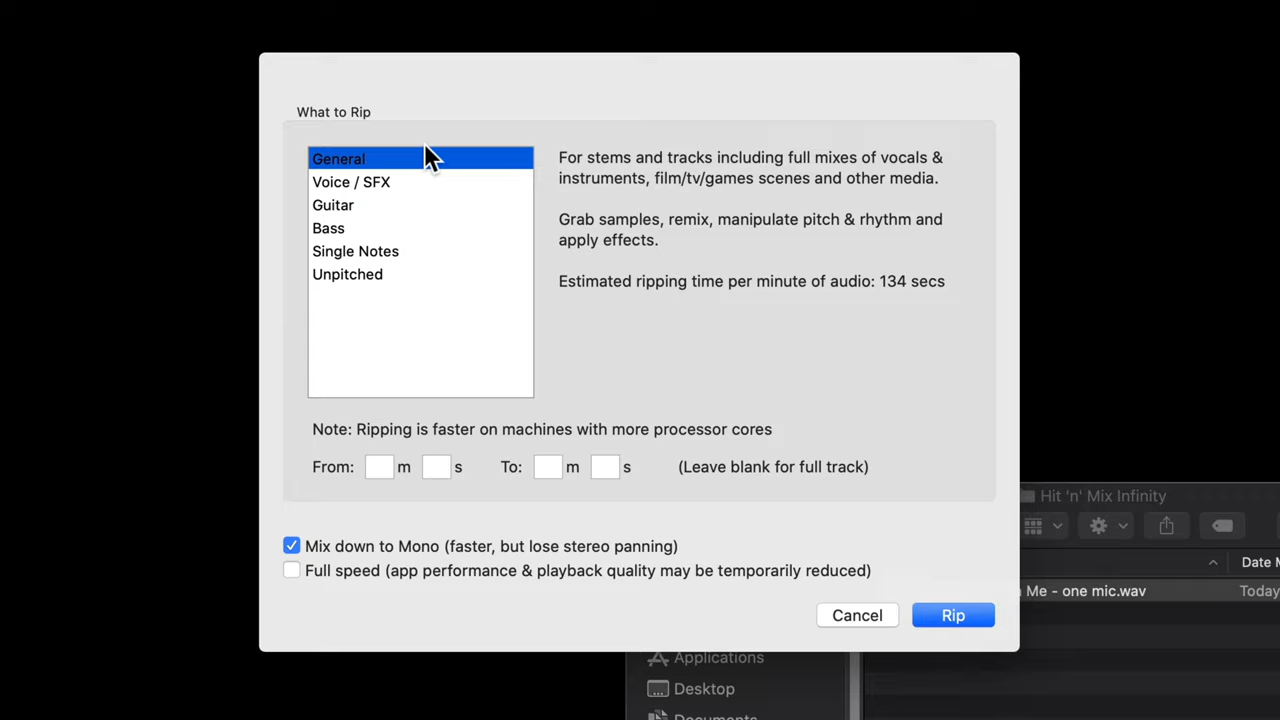 What to Rip
General
Voice / SFX
Guitar
Bass
Single Notes
Unpitched
For stems and tracks including full mixes of vocals &
instruments, film/tv/games scenes and other media.
Grab samples, remix, manipulate pitch & rhythm and
apply effects.
Estimated ripping time per minute of audio: 134 secs
Note: Ripping is faster on machines with more processor cores
From: m s To: m s (Leave blank for full track)
Mix down to Mono (faster, but lose stereo panning)
Full speed (app performance & playback quality may be temporarily reduced)
Cancel Rip
Hit 'n' Mix Infinity
Date
Me - one mic.wav Today
Applications
Desktop
Documents